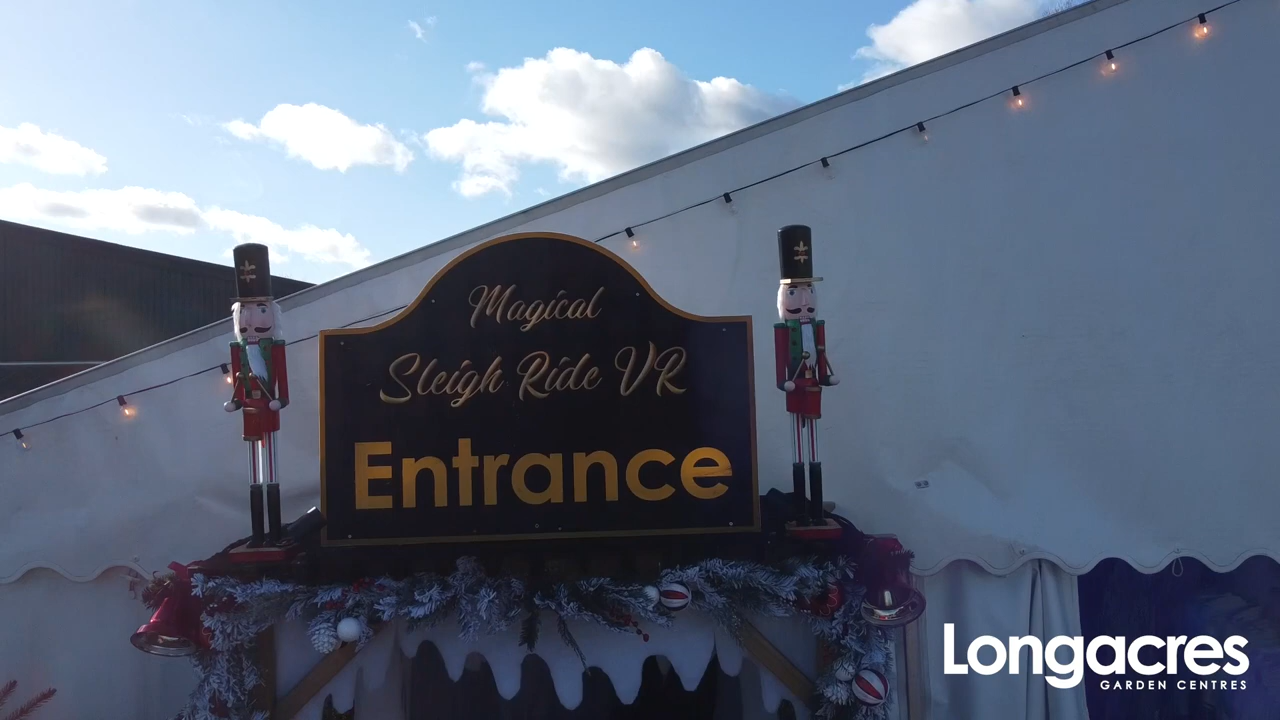 Magical
Sleigh Ride VR
Entrance
Longacres
GARDEN CENTRES